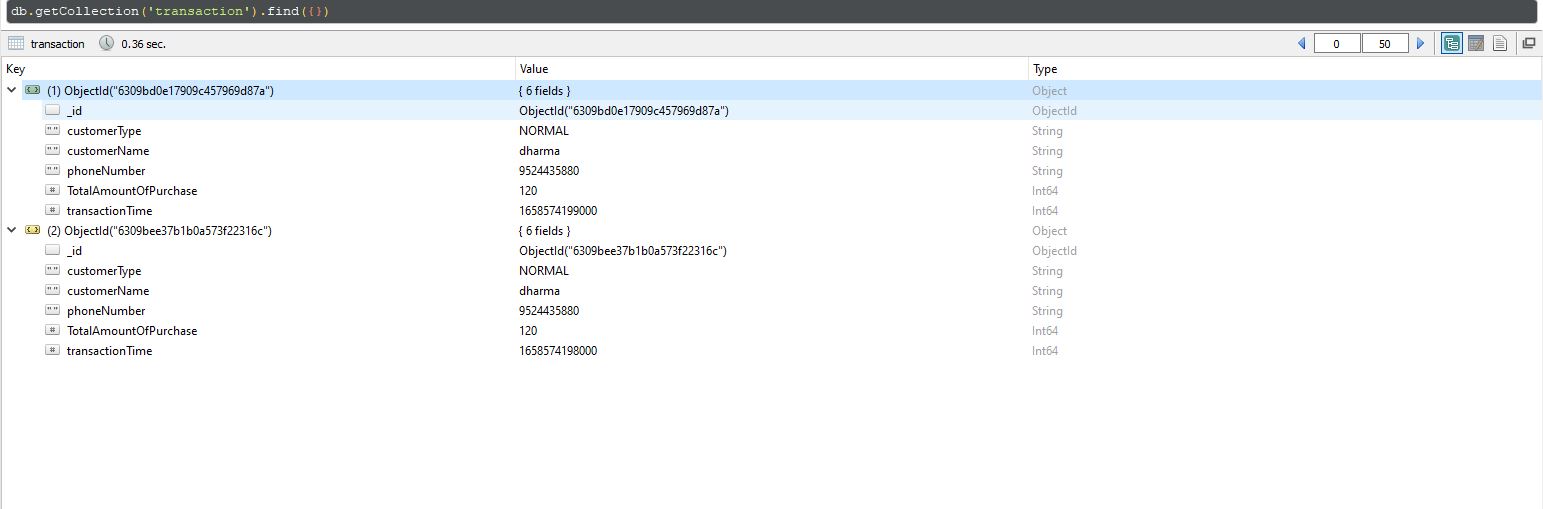 db.getCollection('transaction').find({})
transaction 0.36 sec. 0 50
Key Value Type
(1) ObjectId("6309bd0e17909c457969d87a") { 6 fields } Object
_id ObjectId("6309bd0e17909c457969d87a") ObjectId
" " customerType NORMAL String
" " customerName dharma String
" " phoneNumber 9524435880 String
# TotalAmountOfPurchase 120 Int64
# transactionTime 1658574199000 Int64
(2) ObjectId("6309bee37b1b0a573f22316c") { 6 fields } Object
_id ObjectId("6309bee37b1b0a573f22316c") ObjectId
" " customerType NORMAL String
" " customerName dharma String
" " phoneNumber 9524435880 String
# TotalAmountOfPurchase 120 Int64
# transactionTime 1658574198000 Int64